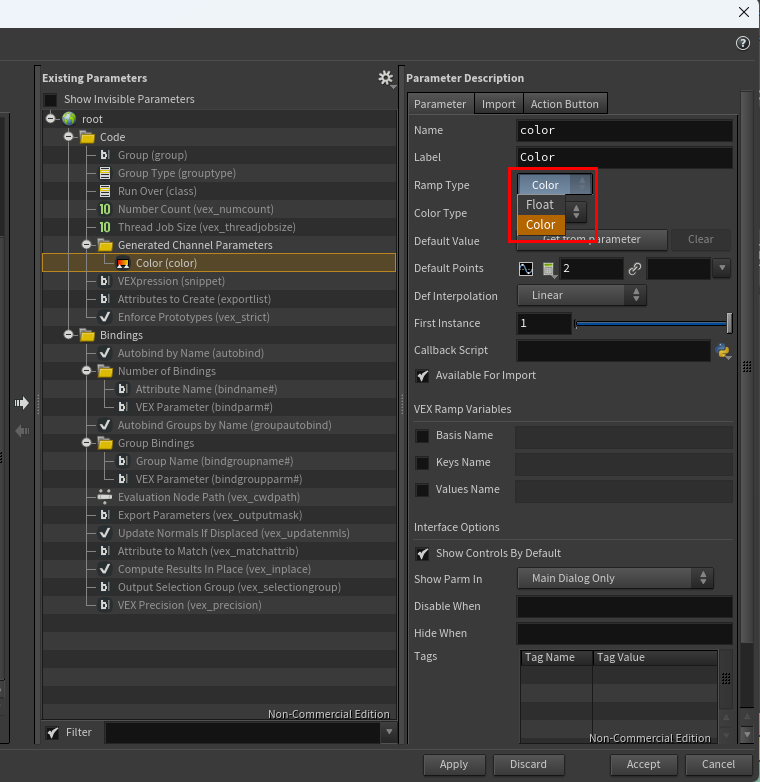 Existing Parameters
Show Invisible Parameters
root
Code
Group (group)
Group Type (grouptype)
Run Over (class)
Number Count (vex_numcount)
Thread Job Size (vex_threadjobsize)
Generated Channel Parameters
Color (color)
VEXpression (snippet)
Attributes to Create (exportlist)
Enforce Prototypes (vex_strict)
Bindings
Autobind by Name (autobind)
Number of Bindings
Attribute Name (bindname#)
VEX Parameter (bindparm#)
Autobind Groups by Name (groupautobind)
Group Bindings
Group Name (bindgroupname#)
VEX Parameter (bindgroupparm#)
Evaluation Node Path (vex_cwdpath)
Export Parameters (vex_outputmask)
Update Normals If Displaced (vex_updatenmls)
Attribute to Match (vex_matchattrib)
Compute Results In Place (vex_inplace)
Output Selection Group (vex_selectiongroup)
VEX Precision (vex_precision)
Non-Commercial Edition
Filter
Parameter Description
Parameter Import Action Button
Name color
Label Color
Ramp Type Color
Float
Color
Color Type
Default Value Get from parameter Clear
Default Points 2
Def Interpolation Linear
First Instance 1
Callback Script
Available For Import
VEX Ramp Variables
Basis Name
Keys Name
Values Name
Interface Options
Show Controls By Default
Show Parm In Main Dialog Only
Disable When
Hide When
Tags Tag Name Tag Value
Non-Commercial Edition
Apply Discard Accept Cancel